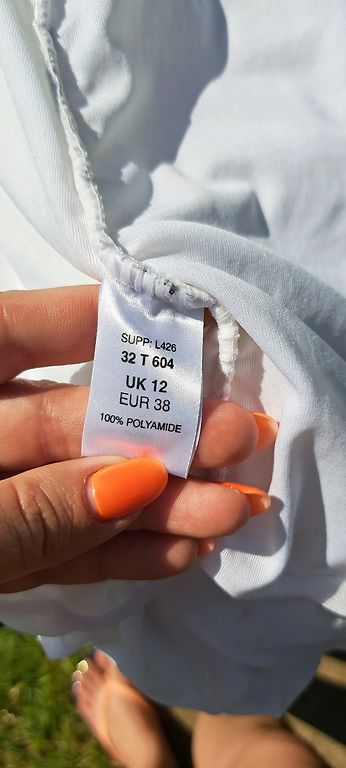 SUPP: L426
32 T 604
UK 12
EUR 38
100% POLYAMIDE